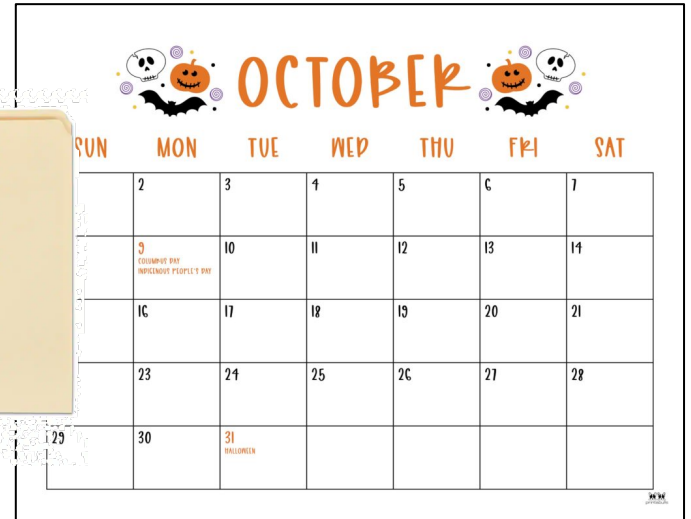 OCTOBER
SUN MON TUE WED THU FRI SAT
2 3 4 5 6 7
9 10 11 12 13 14
COLUMBUS DAY
INDIGENOUS PEOPLE'S DAY
16 17 18 19 20 21
23 24 25 26 27 28
29 30 31
HALLOWEEN